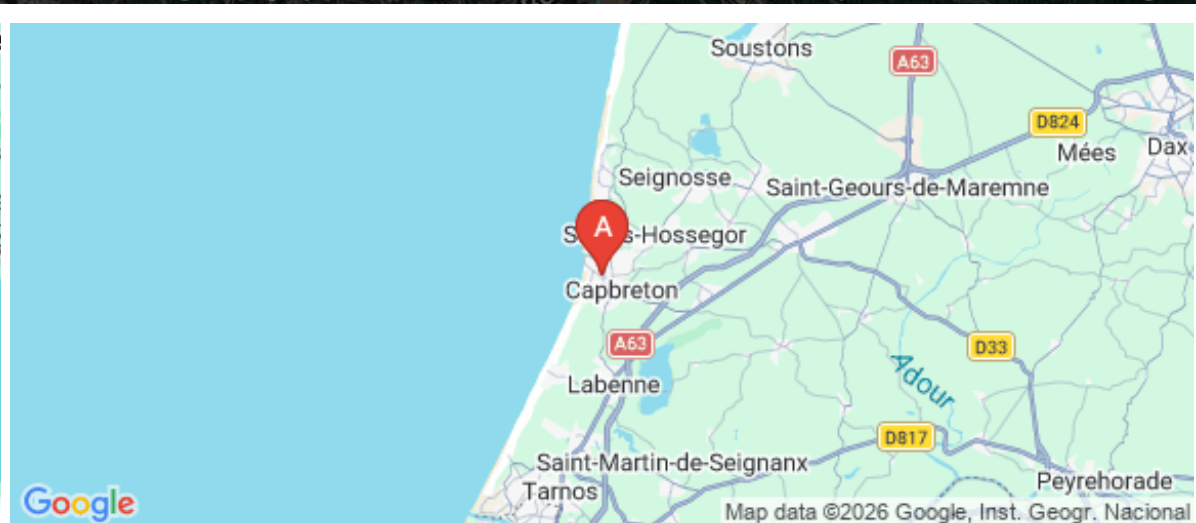 Soustons
A63
D824
Mées
Dax
Seignosse
Saint-Geours-de-Maremne
A
s-Hossegor
Capbreton
A63
D33
Labenne
Adour
D817
Saint-Martin-de-Seignanx
Tarnos
Peyrehorade
Google
Map data ©2026 Google, Inst. Geogr. Nacional